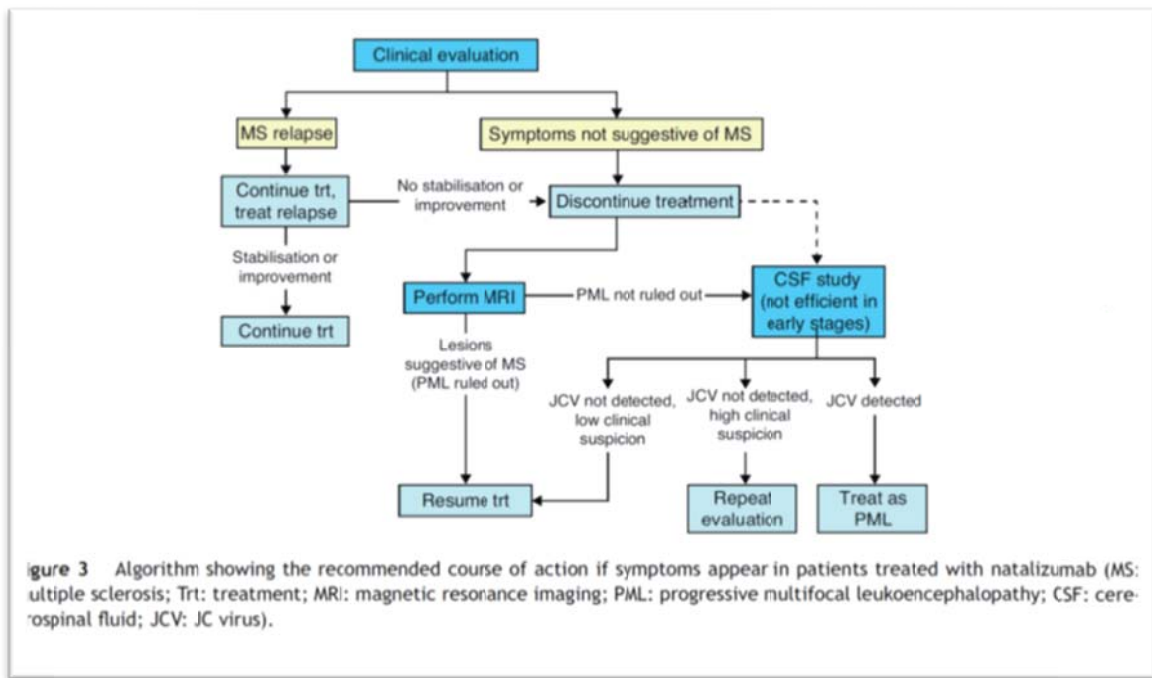 Clinical evaluation
MS relapse
Symptoms not suggestive of MS
Continue trt,
treat relapse
No stabilisation or
improvement
Discontinue treatment
Stabilisation or
improvement
Continue trt
Perform MRI
PML not ruled out
CSF study
(not efficient in
early stages)
Lesions
suggestive of MS
(PML ruled out)
JCV not detected,
low clinical
suspicion
JCV not detected,
high clinical
suspicion
JCV detected
Resume trt
Repeat
evaluation
Treat as
PML
igure 3 Algorithm showing the recommended course of action if symptoms appear in patients treated with natalizumab (MS:
ultiple sclerosis; Trt: treatment; MRI: magnetic resonance imaging; PML: progressive multifocal leukoencephalopathy; CSF: cere-
rospinal fluid; JCV: JC virus).